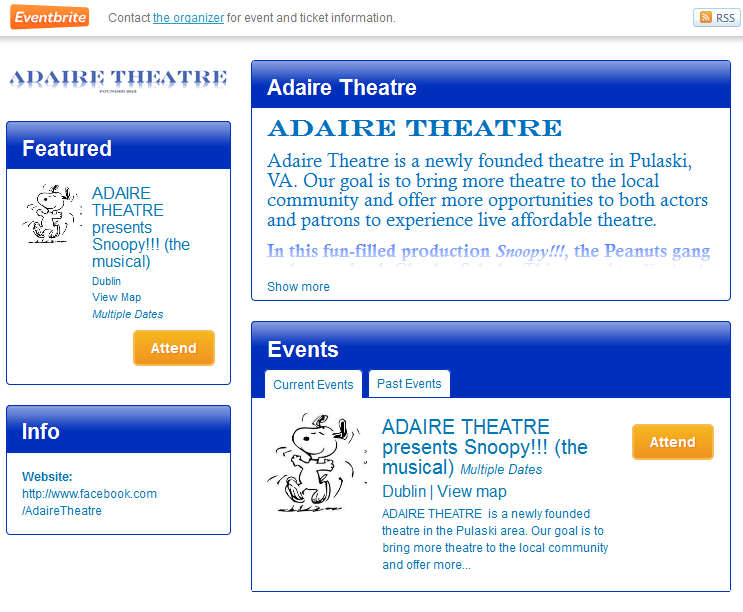 Eventbrite
Contact the organizer for event and ticket information.
RSS
ADAIRE THEATRE
Featured
ADAIRE
THEATRE
presents
Snoopy!!! (the
musical)
Dublin
View Map
Multiple Dates
Attend
Info
Website:
http://www.facebook.com
/AdaireTheatre
Adaire Theatre
ADAIRE THEATRE
Adaire Theatre is a newly founded theatre in Pulaski,
VA. Our goal is to bring more theatre to the local
community and offer more opportunities to both actors
and patrons to experience live affordable theatre.
In this fun-filled production Snoopy!!!, the Peanuts gang
Show more
Events
Current Events
Past Events
ADAIRE THEATRE
presents Snoopy!!! (the
musical) Multiple Dates
Dublin | View map
ADAIRE THEATRE is a newly founded
theatre in the Pulaski area. Our goal is to
bring more theatre to the local community
and offer more...
Attend